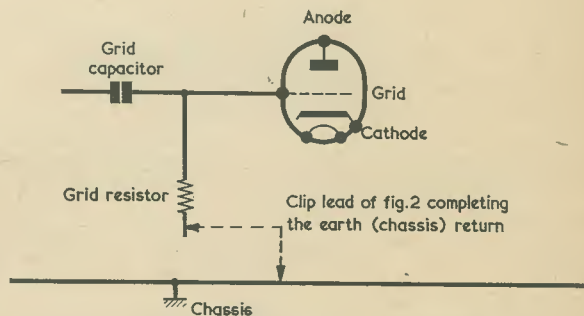 Anode
Grid
capacitor
Grid
Cathode
Grid resistor
Clip lead of fig.2 completing
the earth (chassis) return
Chassis